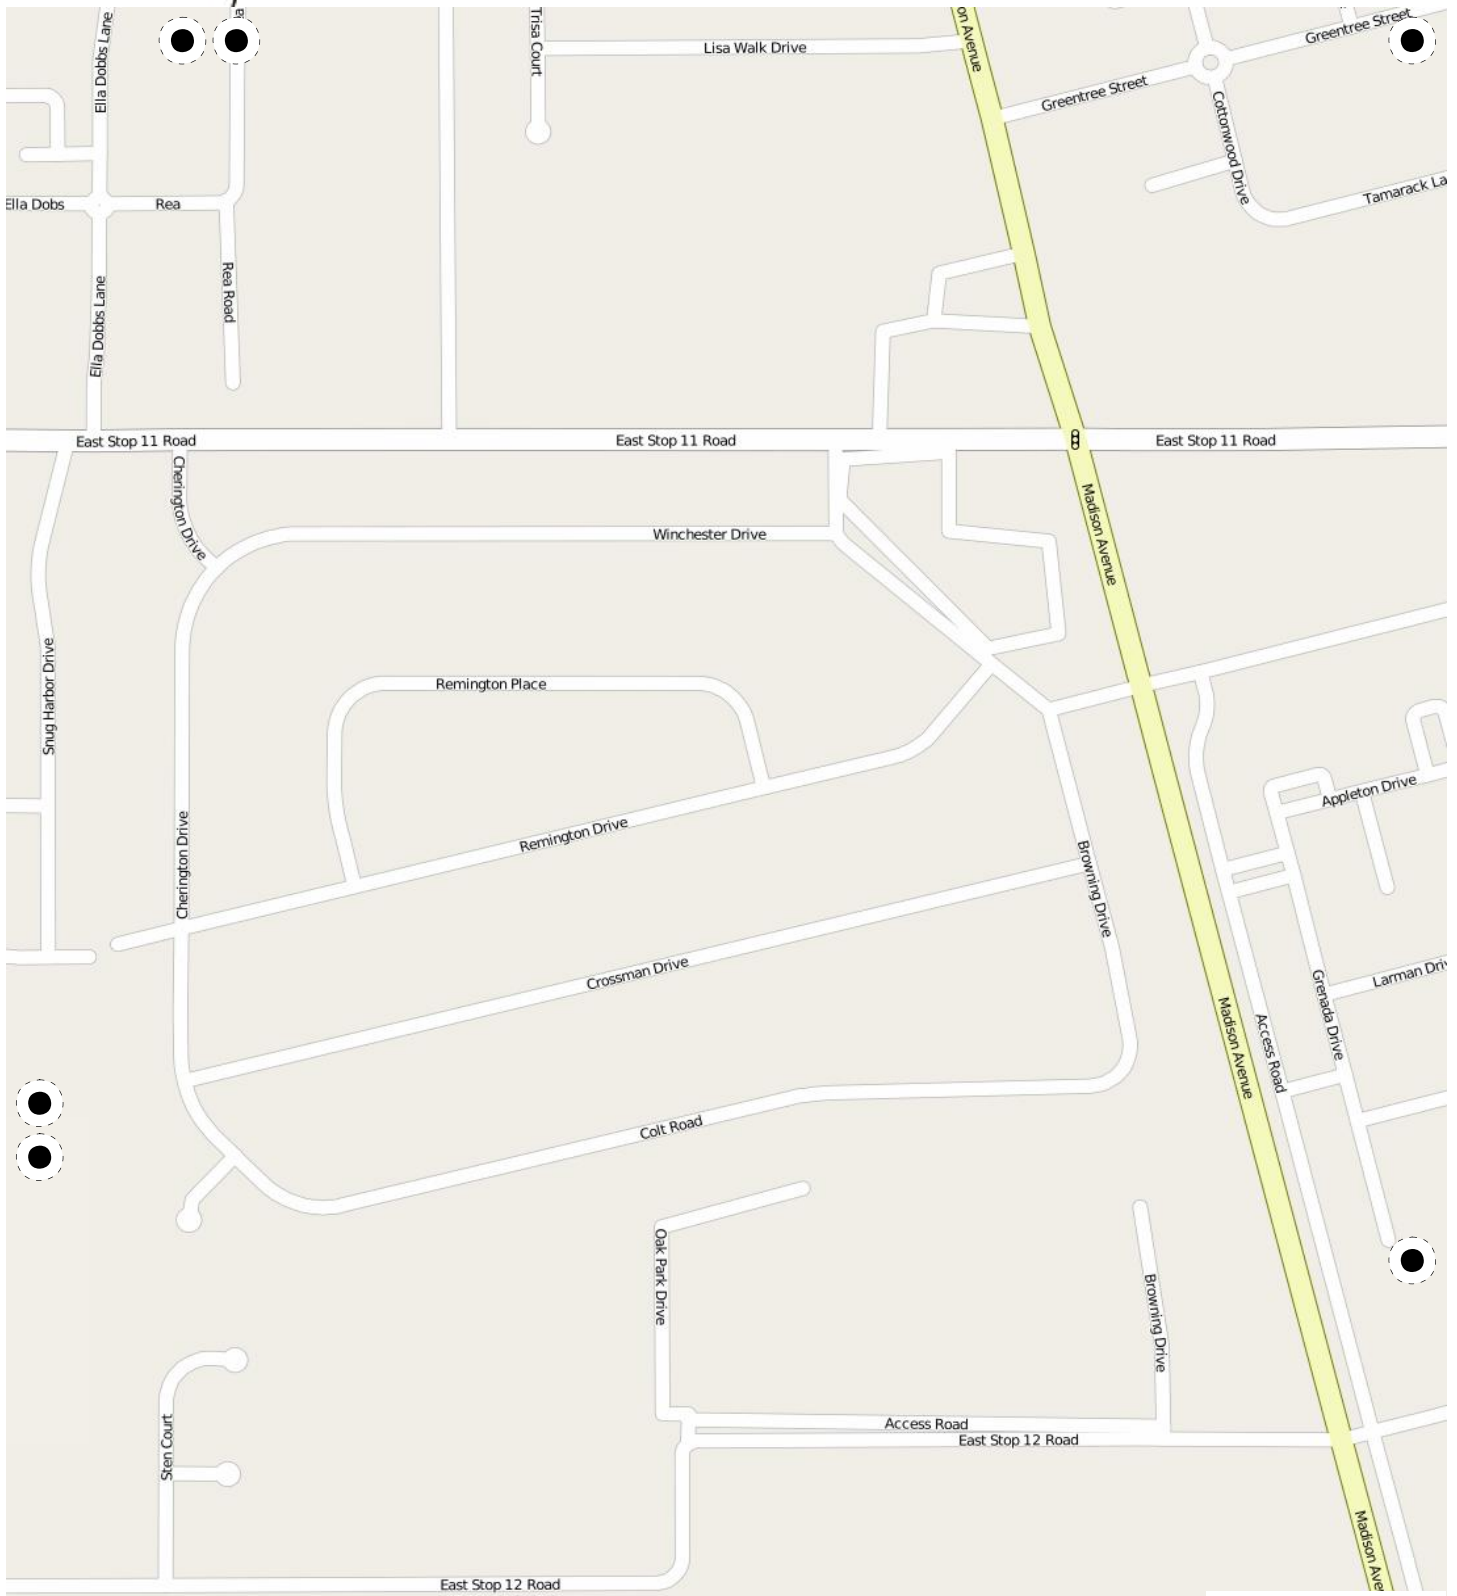 Ella Dobbs Lane
Trisa Court
Lisa Walk Drive
on Avenue
Greentree Street
Greentree Street
Cottonwood Drive
Tamarack La
Ella Dobs
Rea
Rea Road
Ella Dobbs Lane
East Stop 11 Road
East Stop 11 Road
East Stop 11 Road
Cherington Drive
Winchester Drive
Madison Avenue
Snug Harbor Drive
Remington Place
Appleton Drive
Remington Drive
Cherington Drive
Browning Drive
Crossman Drive
Larman Driv
Grenada Drive
Madison Avenue
Access Road
Colt Road
Oak Park Drive
Browning Drive
Sten Court
Access Road
East Stop 12 Road
Madison Ave
East Stop 12 Road